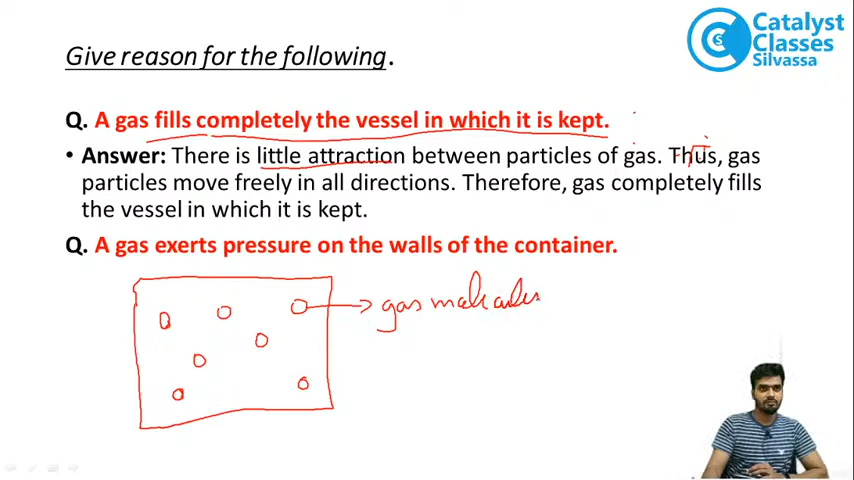 Catalyst
Classes
Silvassa
Give reason for the following.
Q. A gas fills completely the vessel in which it is kept.
• Answer: There is little attraction between particles of gas. Thus, gas
particles move freely in all directions. Therefore, gas completely fills
the vessel in which it is kept.
Q. A gas exerts pressure on the walls of the container.
gas molecules